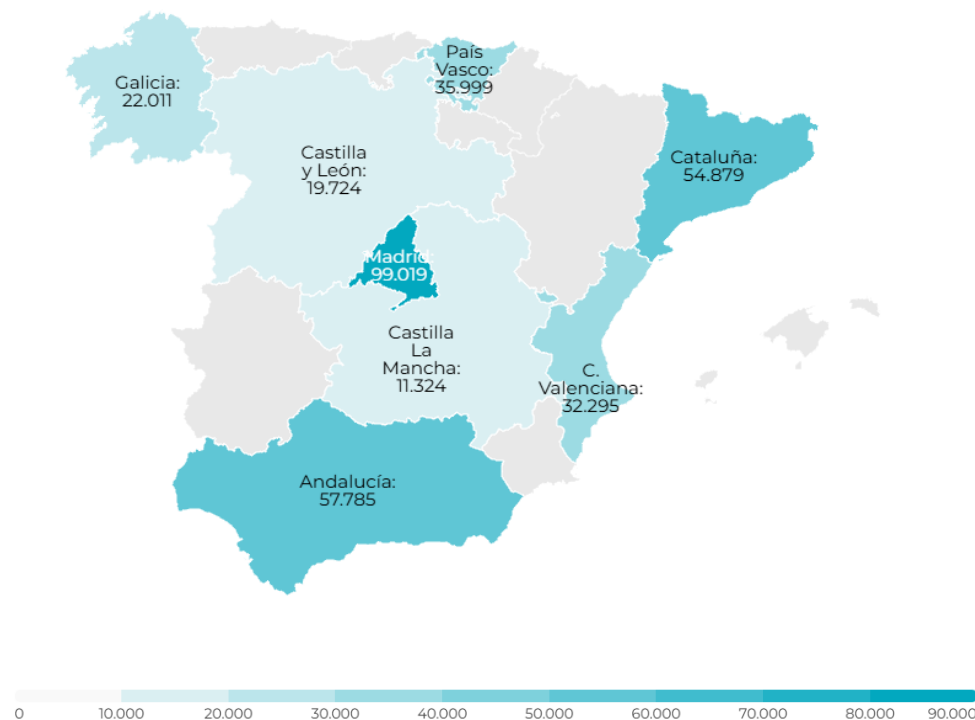 País
Vasco:
35.999
Galicia:
22.011
Castilla
y León:
19.724
Cataluña:
54.879
Madrid:
99.019
Castilla
La
Mancha:
11.324
C.
Valenciana:
32.295
Andalucía:
57.785
0 10.000 20.000 30.000 40.000 50.000 60.000 70.000 80.000 90.000